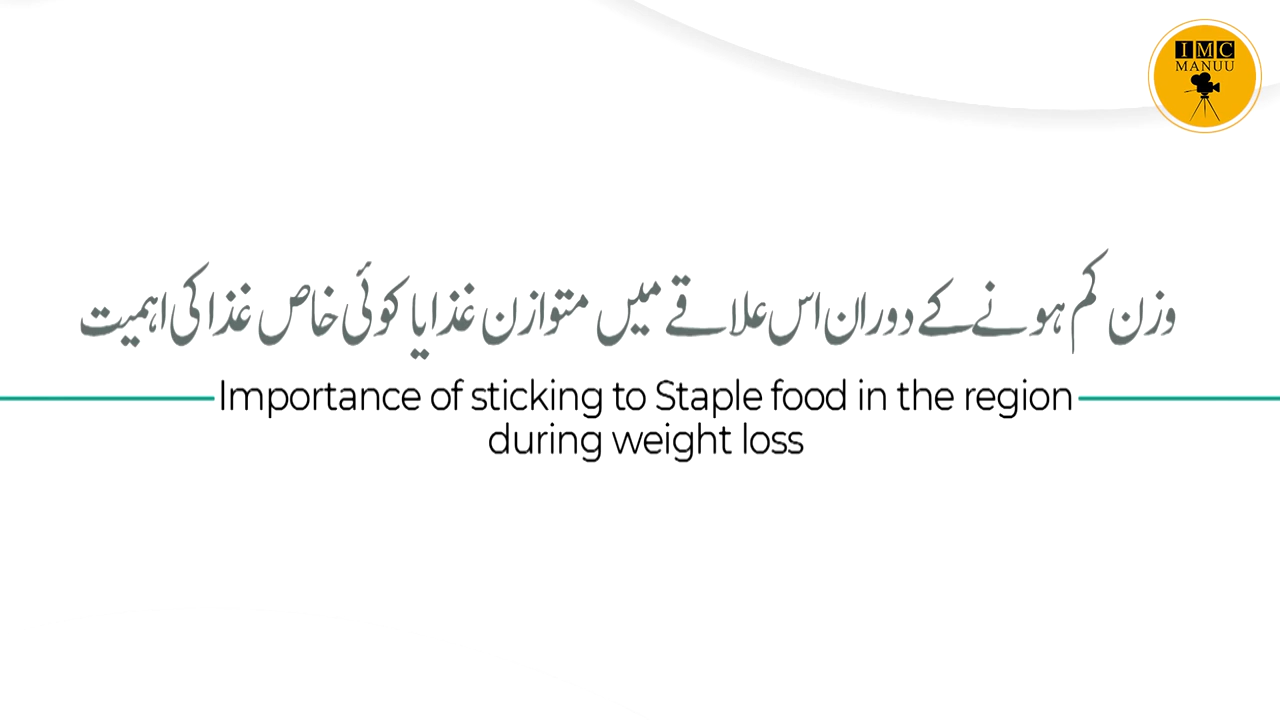 IMC
MANUU
وزن کم ہونے کے دوران اس علاقے میں متوازن غذا یا کوئی خاص غذا کی اہمیت
Importance of sticking to Staple food in the region
during weight loss